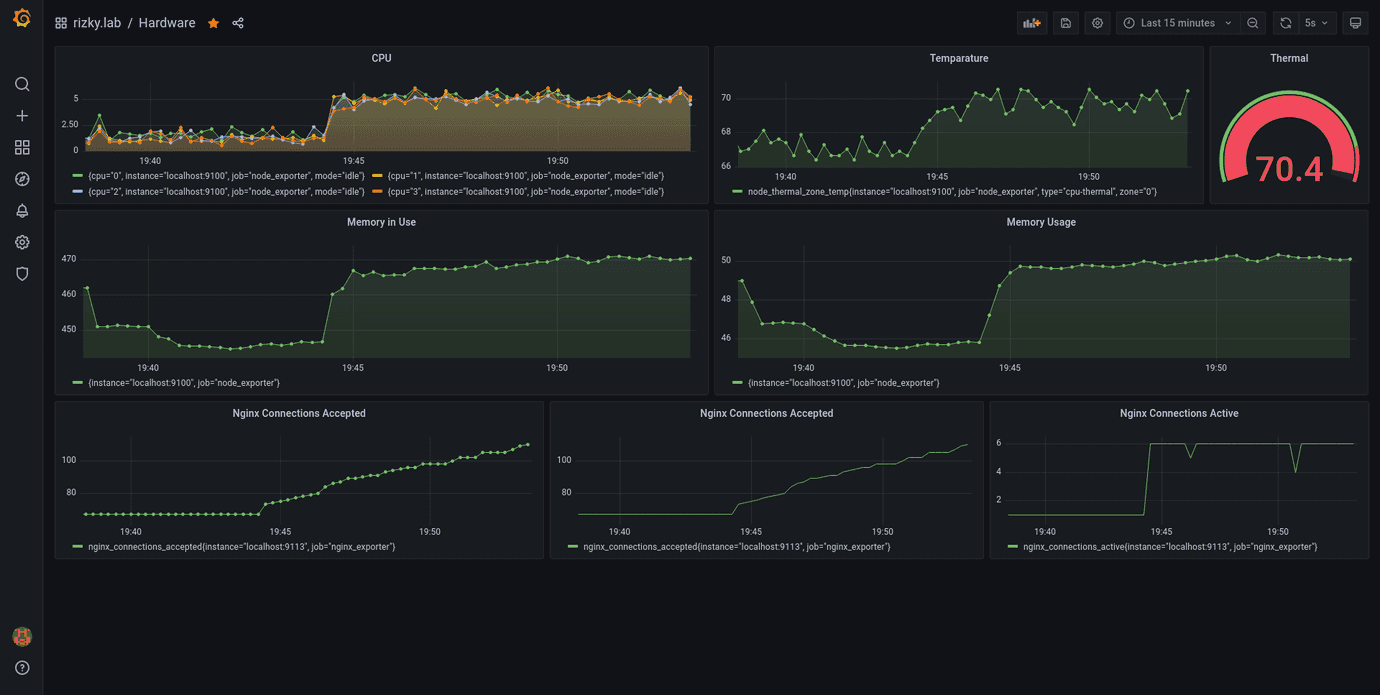 rizky.lab / Hardware
Last 15 minutes
5s
CPU
5
2.50
0
19:40 19:45 19:50
{cpu="0", instance="localhost:9100", job="node_exporter", mode="idle"} {cpu="1", instance="localhost:9100", job="node_exporter", mode="idle"}
{cpu="2", instance="localhost:9100", job="node_exporter", mode="idle"} {cpu="3", instance="localhost:9100", job="node_exporter", mode="idle"}
Temparature
70
68
66
19:40 19:45 19:50
node_thermal_zone_temp{instance="localhost:9100", job="node_exporter", type="cpu-thermal", zone="0"}
Thermal
70.4
Memory in Use
470
460
450
19:40 19:45 19:50
{instance="localhost:9100", job="node_exporter"}
Memory Usage
50
48
46
19:40 19:45 19:50
{instance="localhost:9100", job="node_exporter"}
Nginx Connections Accepted
100
80
19:40 19:45 19:50
nginx_connections_accepted{instance="localhost:9113", job="nginx_exporter"}
Nginx Connections Accepted
100
80
19:40 19:45 19:50
nginx_connections_accepted{instance="localhost:9113", job="nginx_exporter"}
Nginx Connections Active
6
4
2
19:40 19:45 19:50
nginx_connections_active{instance="localhost:9113", job="nginx_exporter"}